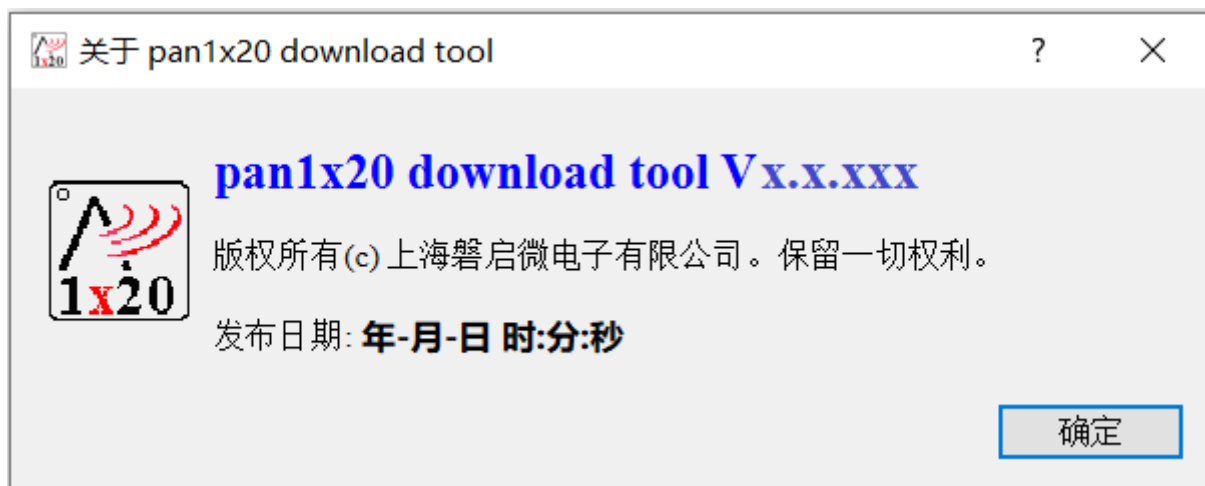 1x20 关于 pan1x20 download tool ? ×
pan1x20 download tool Vx.x.xxx
版权所有(c) 上海磐启微电子有限公司。保留一切权利。
1x20
发布日期: 年-月-日 时:分:秒
确定